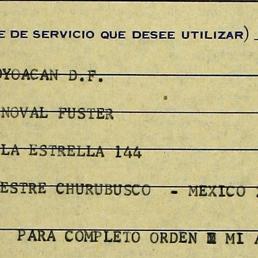 E DE SERVICIO QUE DESEE UTILIZAR)
OYOACAN D.F.
NOVAL FUSTER
LA ESTRELLA 144
ESTRE CHURUBUSCO - MEXICO
PARA COMPLETO ORDEN MI A